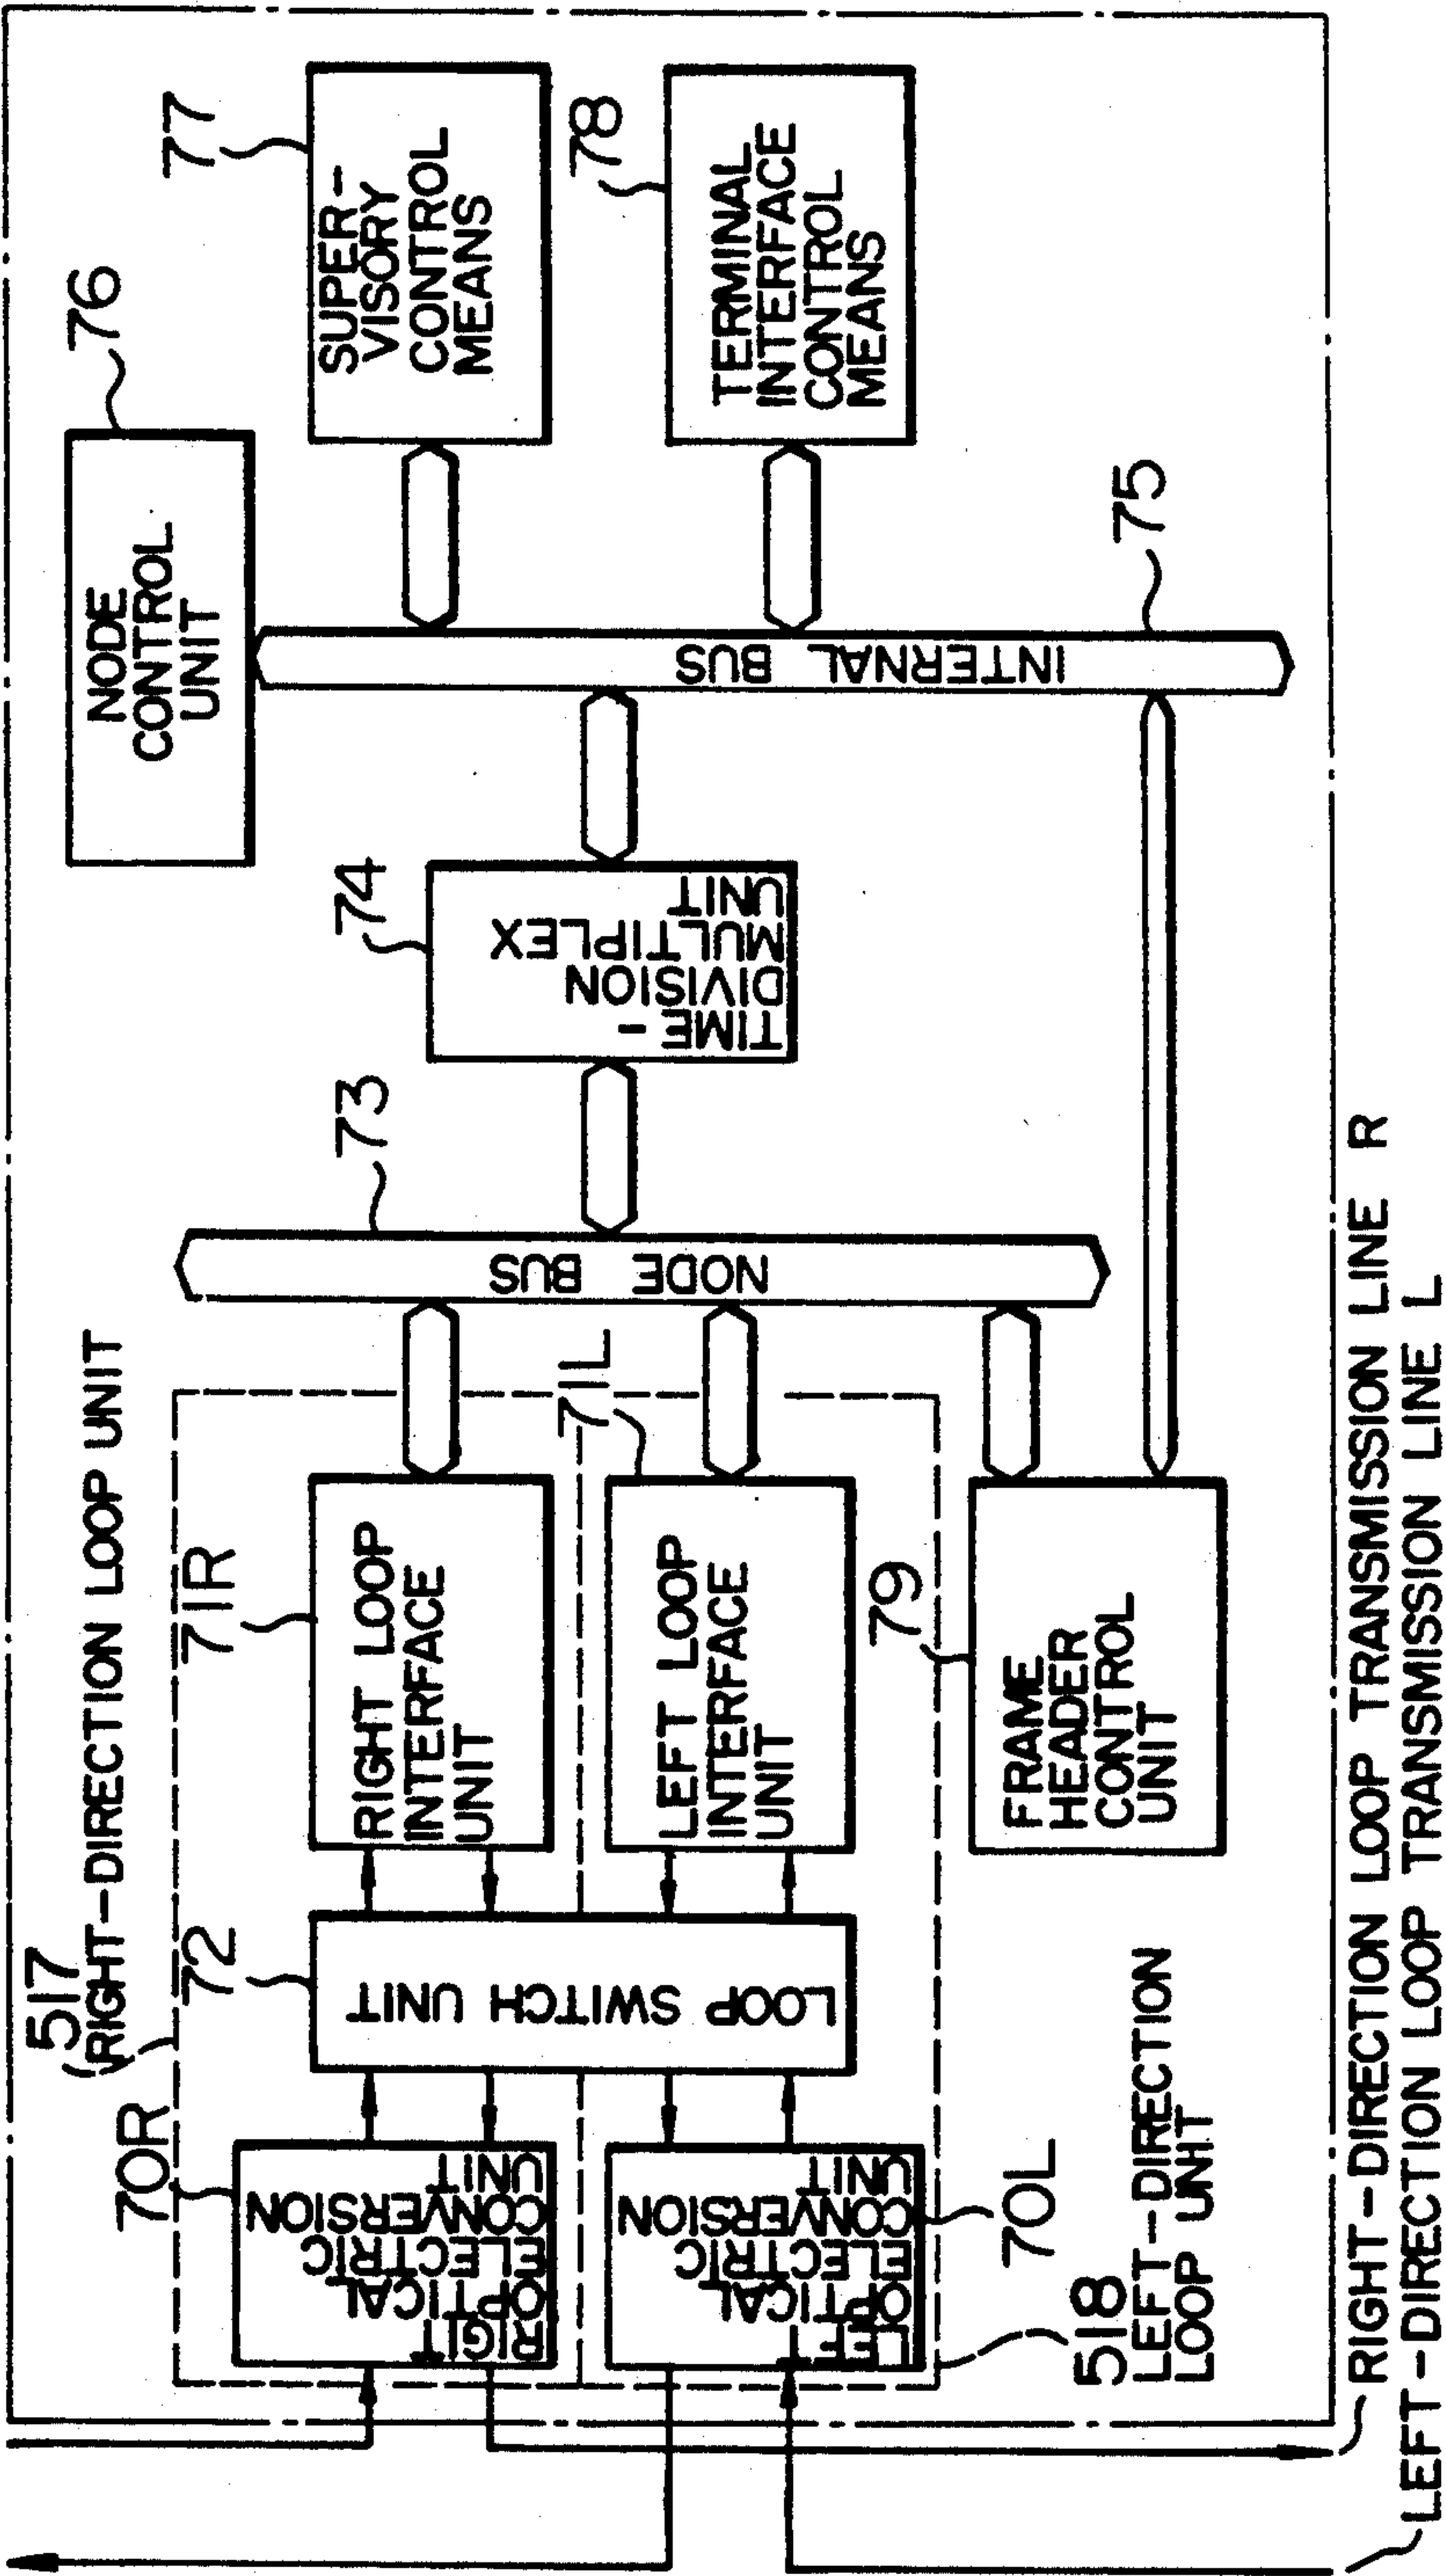 517
RIGHT-DIRECTION LOOP UNIT
70R
RIGIT
OPTICAL
ELECTRIC
CONVERSION
UNIT
72
LOOP SWITCH UNIT
71R
RIGHT LOOP
INTERFACE
UNIT
71L
LEFT LOOP
INTERFACE
UNIT
LEFT
OPTICAL
ELECTRIC
CONVERSION
UNIT
70L
518
LEFT-DIRECTION
LOOP UNIT
79
FRAME
HEADER
CONTROL
UNIT
73
NODE BUS
74
TIME-
DIVISION
MULTIPLEX
UNIT
76
NODE
CONTROL
UNIT
75
INTERNAL BUS
77
SUPER-
VISORY
CONTROL
MEANS
78
TERMINAL
INTERFACE
CONTROL
MEANS
RIGHT-DIRECTION LOOP TRANSMISSION LINE R
LEFT-DIRECTION LOOP TRANSMISSION LINE L